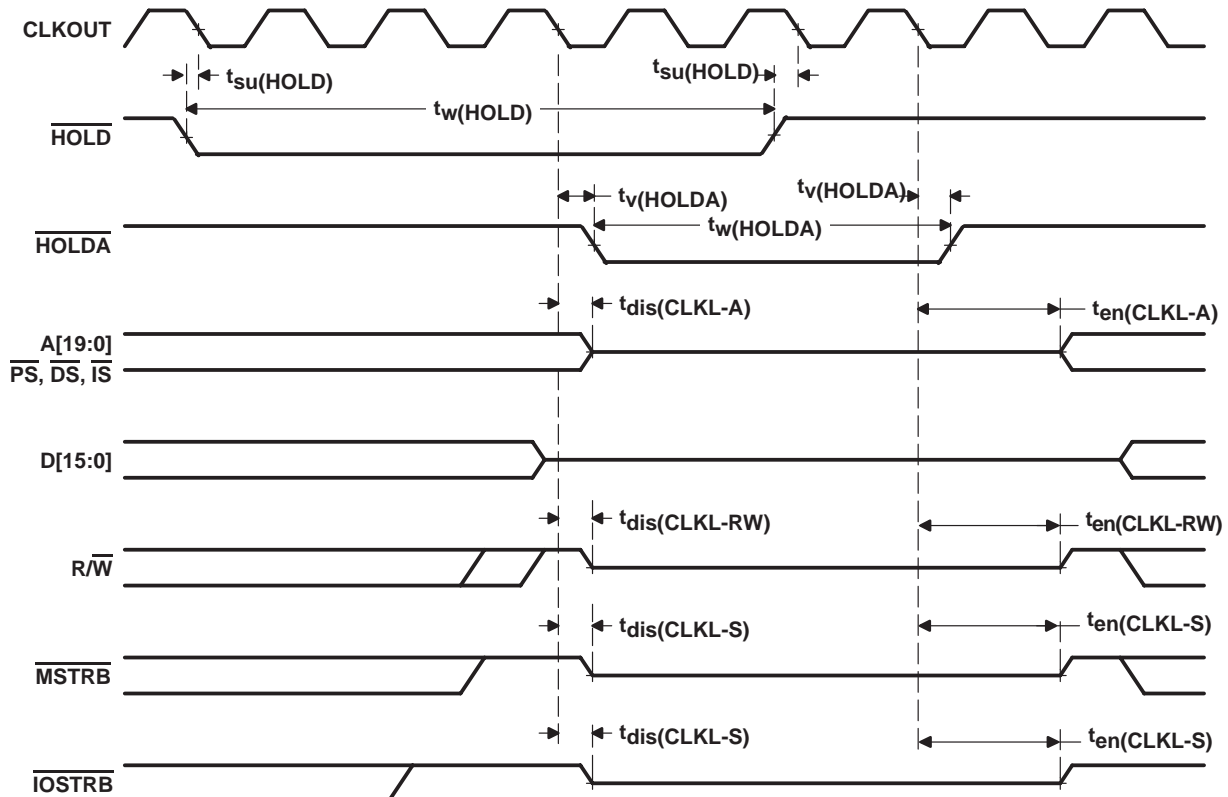 CLKOUT
tsu(HOLD)
tsu(HOLD)
tw(HOLD)
HOLD
tv(HOLDA)
tv(HOLDA)
tw(HOLDA)
HOLDA
tdis(CLKL-A)
ten(CLKL-A)
A[19:0]
PS, DS, IS
D[15:0]
tdis(CLKL-RW)
ten(CLKL-RW)
R/W
tdis(CLKL-S)
ten(CLKL-S)
MSTRB
tdis(CLKL-S)
ten(CLKL-S)
IOSTRB